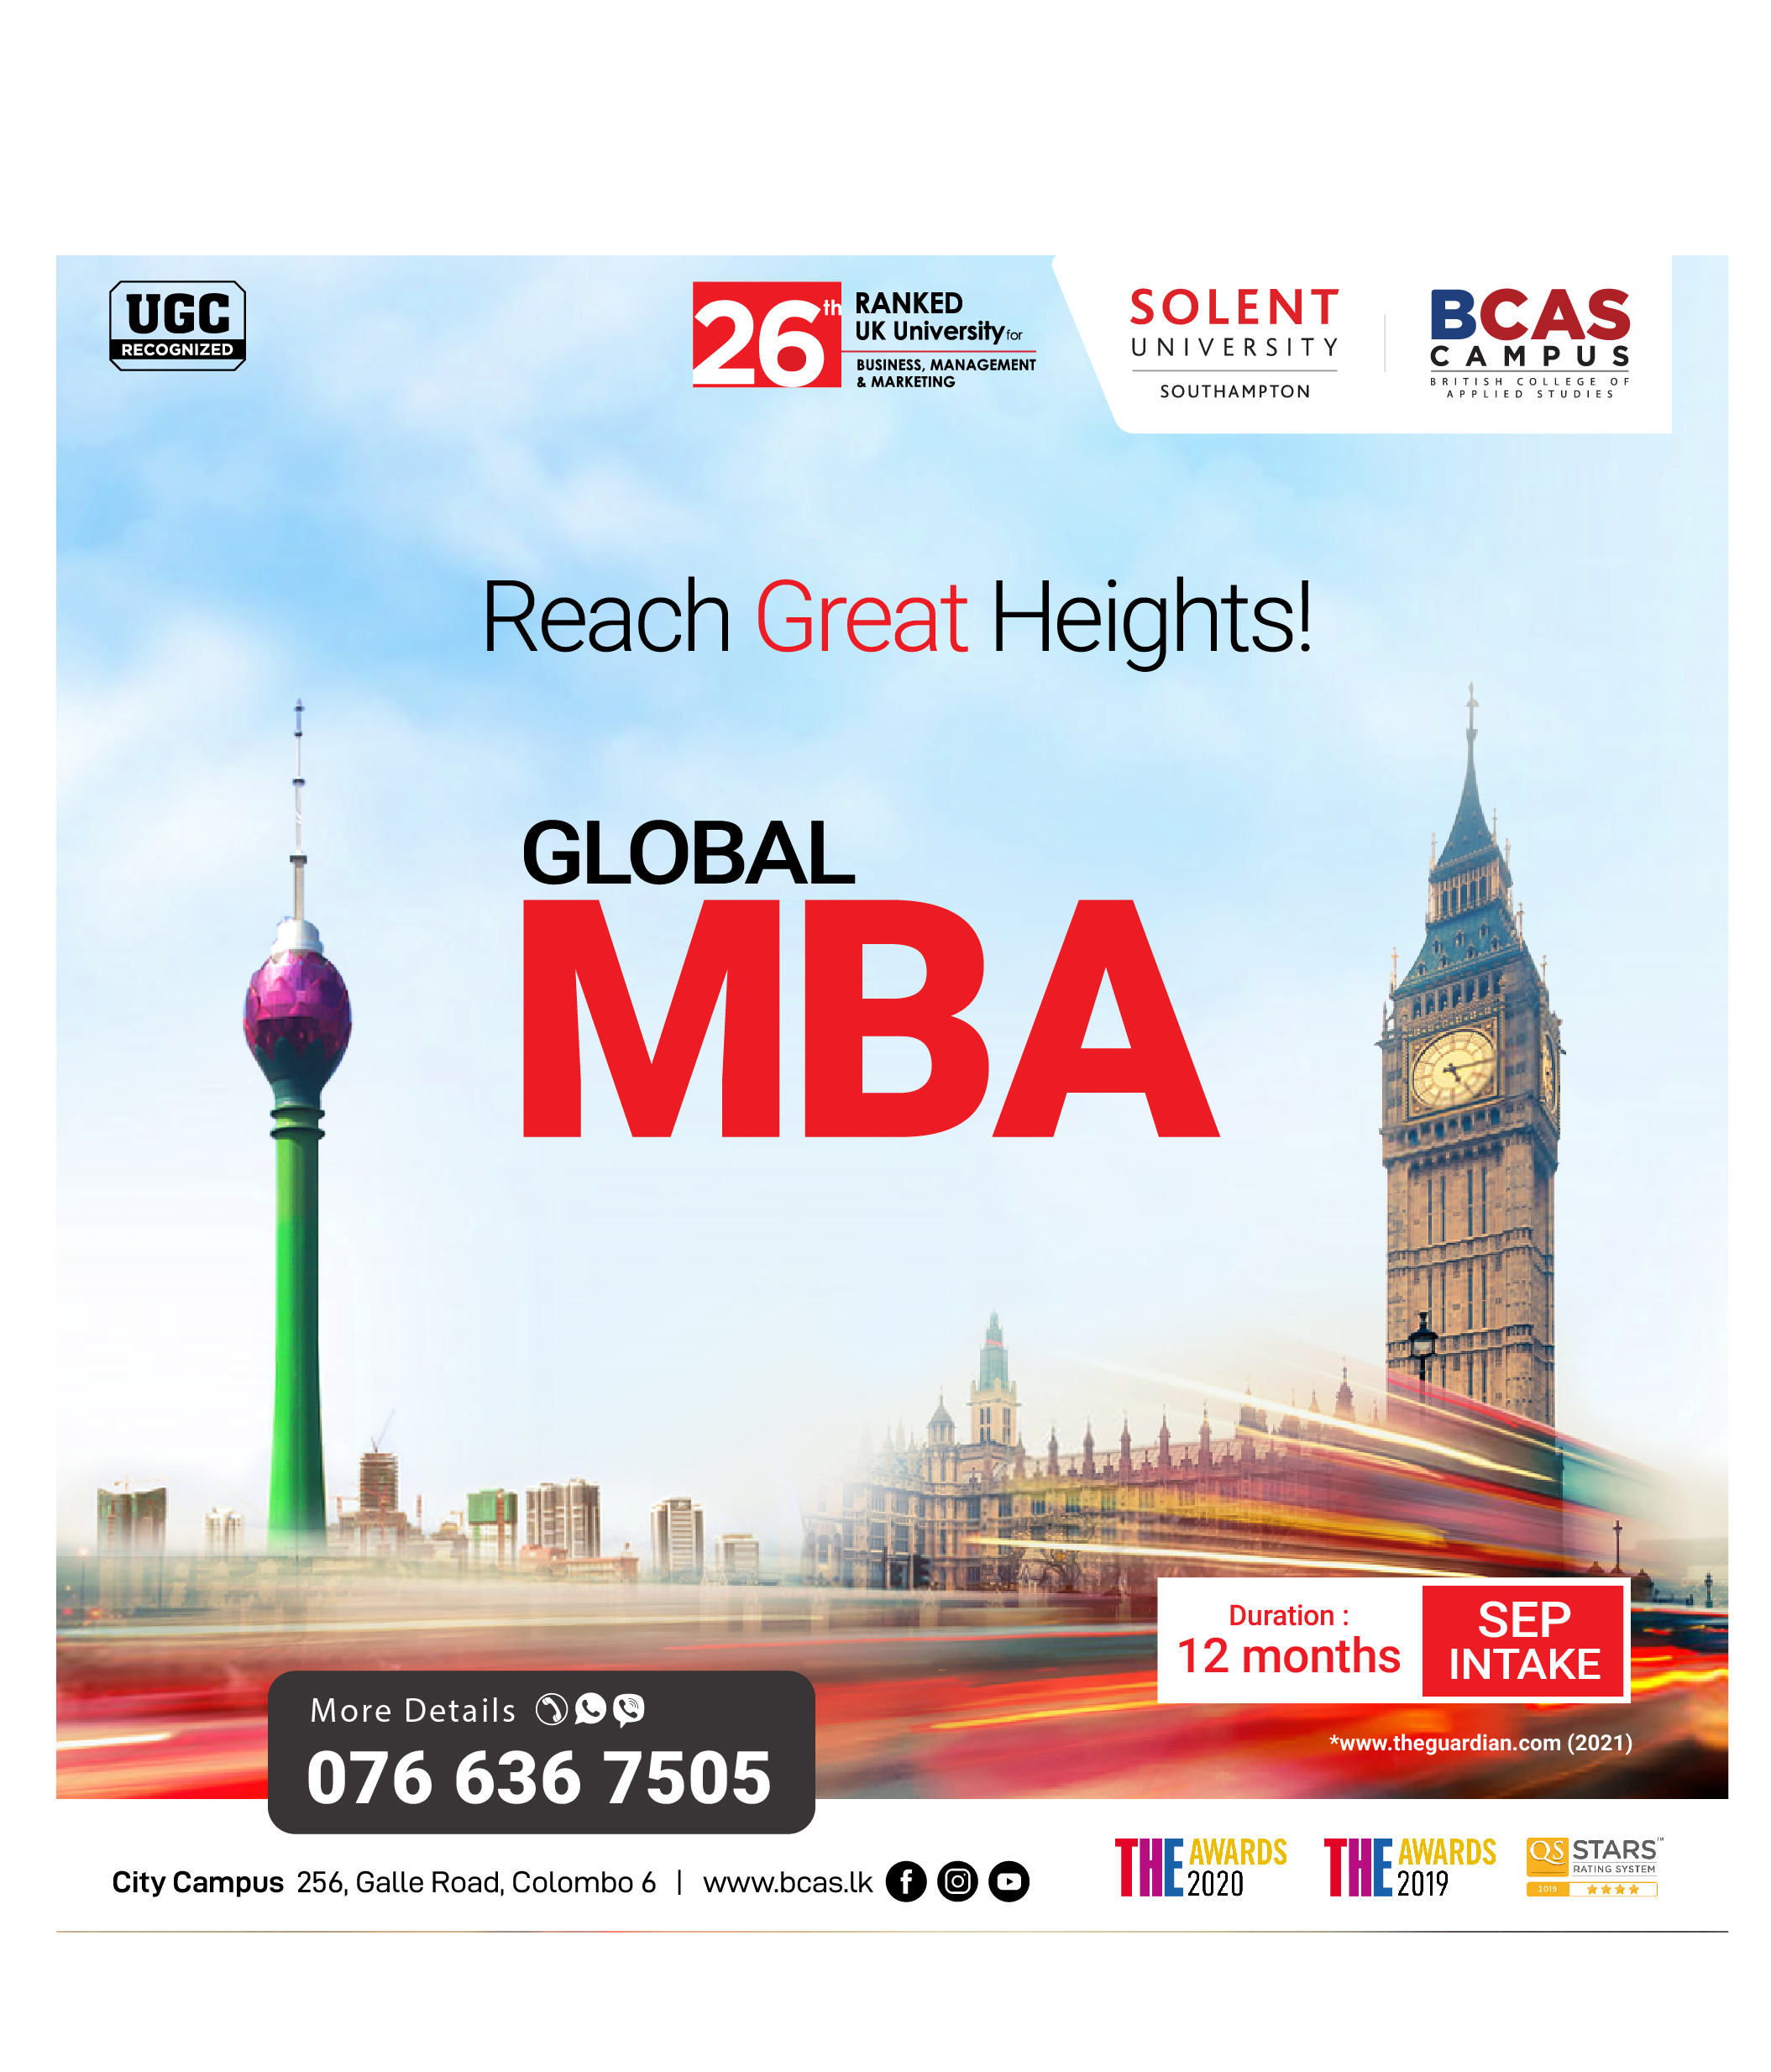 UGC
RECOGNIZED
26th
RANKED
UK University for
BUSINESS, MANAGEMENT
& MARKETING
SOLENT
UNIVERSITY
SOUTHAMPTON
BCAS
CAMPUS
BRITISH COLLEGE OF
APPLIED STUDIES
Reach Great Heights!
GLOBAL
MBA
Duration :
12 months
SEP
INTAKE
*www.theguardian.com (2021)
More Details
076 636 7505
City Campus 256, Galle Road, Colombo 6 | www.bcas.lk
THE AWARDS
2020
THE AWARDS
2019
QS STARS™
RATING SYSTEM
2019